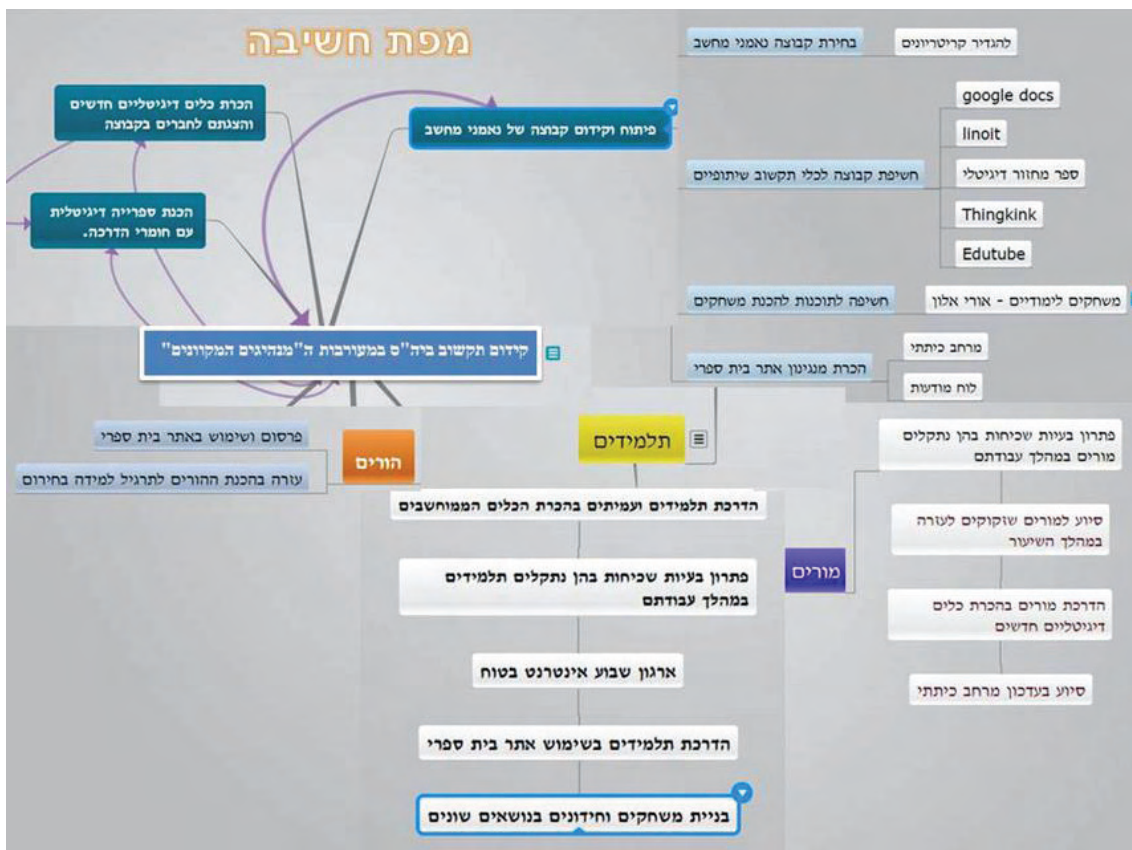 מפת חשיבה
הכרת כלים דיגיטליים חדשים
והצגתם לחברים בקבוצה
פיתוח וקידום קבוצה של נאמני מחשב
הכנת ספרייה דיגיטלית
עם חומרי הדרכה.
קידום תקשוב ביה"ס במעורבות ה"מנהיגים המקוונים"
בחירת קבוצה נאמני מחשב
להגדיר קריטריונים
חשיפת קבוצה לכלי תקשוב שיתופיים
google docs
linoit
ספר מחזור דיגיטלי
Thingkink
Edutube
חשיפה לתוכנות להכנת משחקים
משחקים לימודיים - אורי אלון
הכרת מנגינון אתר בית ספרי
מרחב כיתתי
לוח מודעות
הורים
פרסום ושימוש באתר בית ספרי
עזרה בהכנת ההורים לתרגיל למידה בחירום
תלמידים
הדרכת תלמידים ועמיתים בהכרת הכלים הממוחשבים
פתרון בעיות שכיחות בהן נתקלים תלמידים
במהלך עבודתם
ארגון שבוע אינטרנט בטוח
הדרכת תלמידים בשימוש אתר בית ספרי
בניית משחקים וחידונים בנושאים שונים
מורים
פתרון בעיות שכיחות בהן נתקלים
מורים במהלך עבודתם
סיוע למורים שזקוקים לעזרה
במהלך השיעור
הדרכת מורים בהכרת כלים
דיגיטליים חדשים
סיוע בעדכון מרחב כיתתי